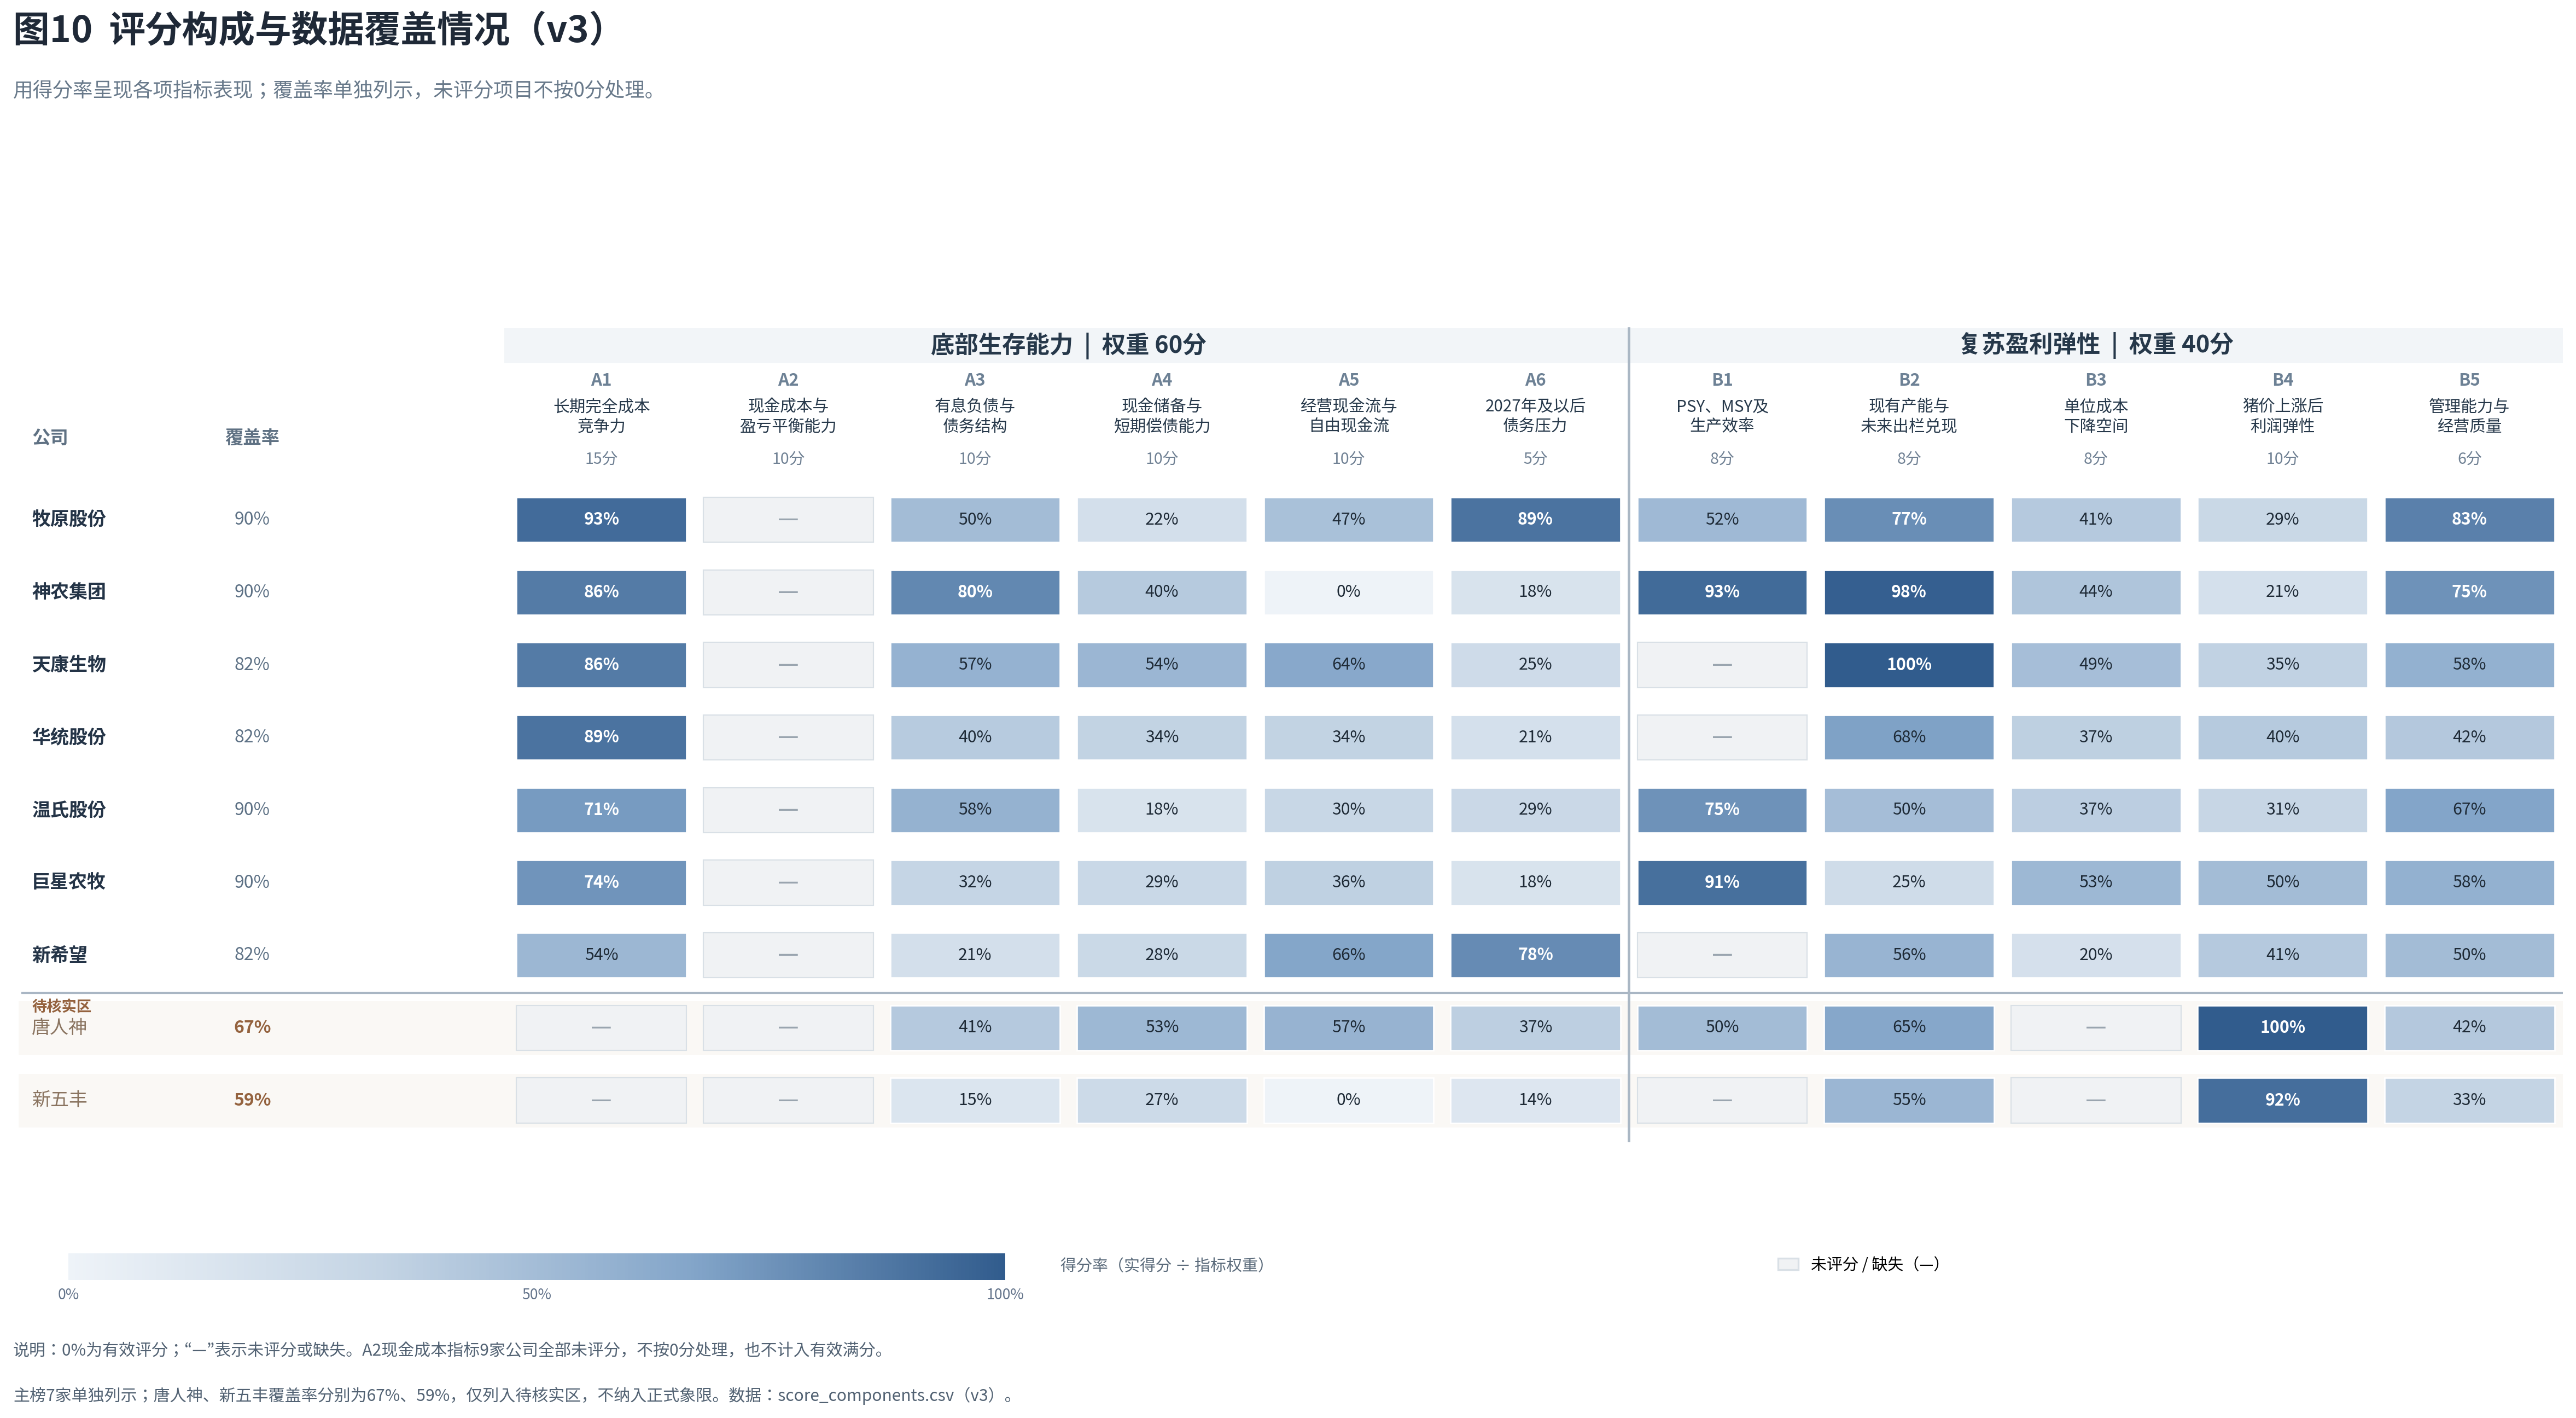 图10 评分构成与数据覆盖情况（v3）
用得分率呈现各项指标表现；覆盖率单独列示，未评分项目不按0分处理。
底部生存能力｜权重 60分 复苏盈利弹性｜权重 40分
A1 A2 A3 A4 A5 A6 B1 B2 B3 B4 B5
长期完全成本 现金成本与 有息负债与 现金储备与 经营现金流与 2027年及以后 PSY、MSY及 现有产能与 单位成本 猪价上涨后 管理能力与
竞争力 盈亏平衡能力 债务结构 短期偿债能力 自由现金流 债务压力 生产效率 未来出栏兑现 下降空间 利润弹性 经营质量
公司 覆盖率
15分 10分 10分 10分 10分 5分 8分 8分 8分 10分 6分
牧原股份 90% 93% — 50% 22% 47% 89% 52% 77% 41% 29% 83%
神农集团 90% 86% — 80% 40% 0% 18% 93% 98% 44% 21% 75%
天康生物 82% 86% — 57% 54% 64% 25% — 100% 49% 35% 58%
华统股份 82% 89% — 40% 34% 34% 21% — 68% 37% 40% 42%
温氏股份 90% 71% — 58% 18% 30% 29% 75% 50% 37% 31% 67%
巨星农牧 90% 74% — 32% 29% 36% 18% 91% 25% 53% 50% 58%
新希望 82% 54% — 21% 28% 66% 78% — 56% 20% 41% 50%
待核实区
唐人神 67% — — 41% 53% 57% 37% 50% 65% — 100% 42%
新五丰 59% — — 15% 27% 0% 14% — 55% — 92% 33%
得分率（实得分 ÷ 指标权重） 未评分 / 缺失（—）
0% 50% 100%
说明：0%为有效评分；“—”表示未评分或缺失。A2现金成本指标9家公司全部未评分，不按0分处理，也不计入有效满分。
主榜7家单独列示；唐人神、新五丰覆盖率分别为67%、59%，仅列入待核实区，不纳入正式象限。数据：score_components.csv（v3）。